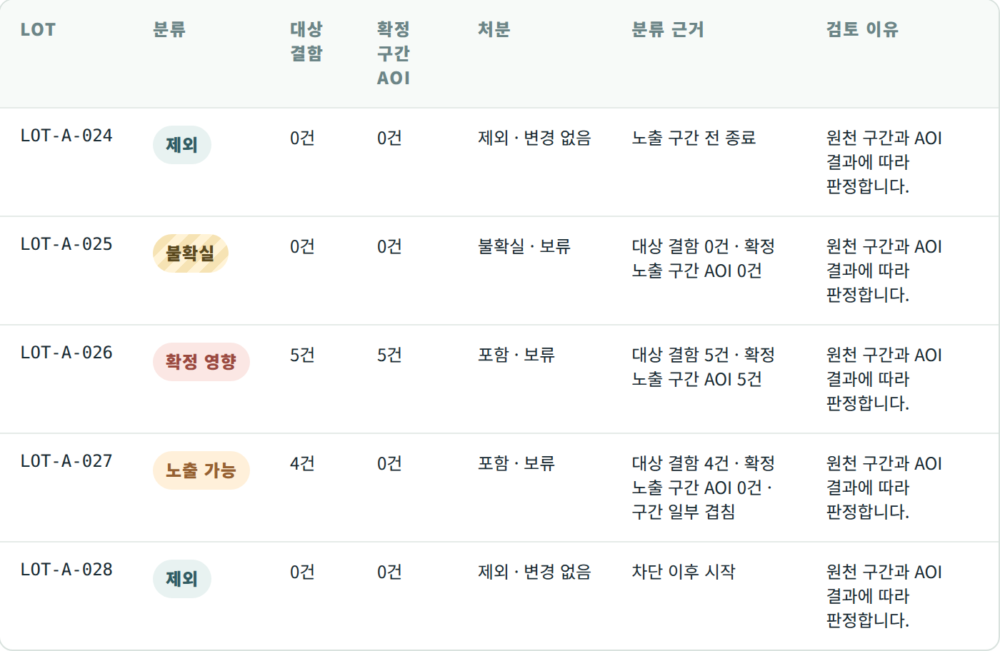 LOT 분류 대상 확정 처분 분류 근거 검토 이유
결함 구간
AOI
LOT-A-024 제외 0건 0건 제외 · 변경 없음 노출 구간 전 종료 원천 구간과 AOI
결과에 따라
판정합니다.
LOT-A-025 불확실 0건 0건 불확실 · 보류 대상 결함 0건 · 확정 원천 구간과 AOI
노출 구간 AOI 0건 결과에 따라
판정합니다.
LOT-A-026 확정 영향 5건 5건 포함 · 보류 대상 결함 5건 · 확정 원천 구간과 AOI
노출 구간 AOI 5건 결과에 따라
판정합니다.
LOT-A-027 노출 가능 4건 0건 포함 · 보류 대상 결함 4건 · 확정 원천 구간과 AOI
노출 구간 AOI 0건 · 결과에 따라
구간 일부 겹침 판정합니다.
LOT-A-028 제외 0건 0건 제외 · 변경 없음 차단 이후 시작 원천 구간과 AOI
결과에 따라
판정합니다.